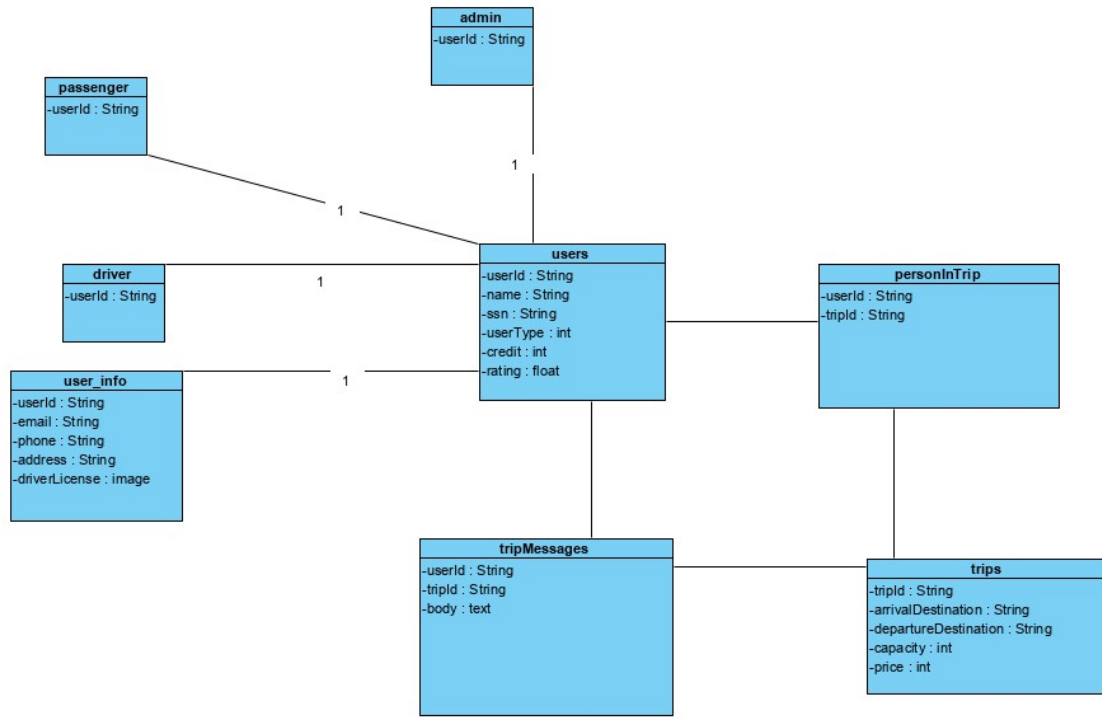 admin
-userId : String
passenger
-userId : String
1
1
driver
-userId : String
1
users
-userId : String
-name : String
-ssn : String
-userType : int
-credit : int
-rating : float
personInTrip
-userId : String
-tripId : String
user_info
-userId : String
-email : String
-phone : String
-address : String
-driverLicense : image
1
tripMessages
-userId : String
-tripId : String
-body : text
trips
-tripId : String
-arrivalDestination : String
-departureDestination : String
-capacity : int
-price : int